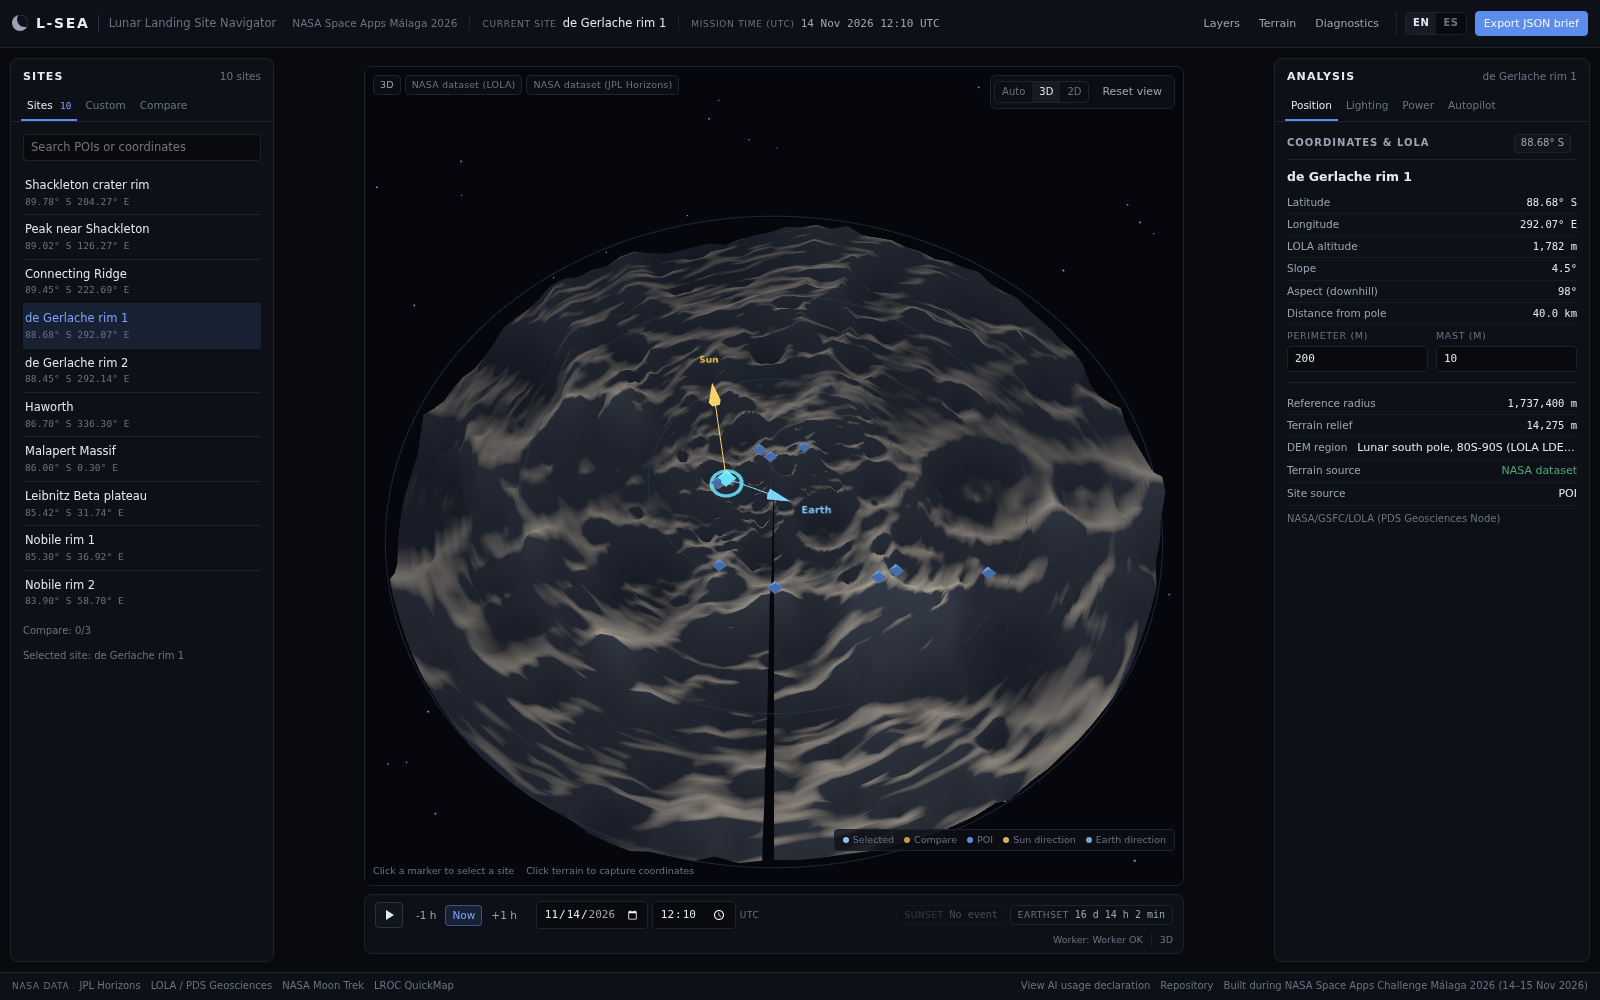 L-SEA Lunar Landing Site Navigator NASA Space Apps Málaga 2026 CURRENT SITE de Gerlache rim 1 MISSION TIME (UTC) 14 Nov 2026 12:10 UTC Layers Terrain Diagnostics EN ES Export JSON brief
SITES 10 sites
Sites 10 Custom Compare
Search POIs or coordinates
Shackleton crater rim
89.78° S 204.27° E
Peak near Shackleton
89.02° S 126.27° E
Connecting Ridge
89.45° S 222.69° E
de Gerlache rim 1
88.68° S 292.07° E
de Gerlache rim 2
88.45° S 292.14° E
Haworth
86.70° S 336.30° E
Malapert Massif
86.00° S 0.30° E
Leibnitz Beta plateau
85.42° S 31.74° E
Nobile rim 1
85.30° S 36.92° E
Nobile rim 2
83.90° S 58.70° E
Compare: 0/3
Selected site: de Gerlache rim 1
3D NASA dataset (LOLA) NASA dataset (JPL Horizons) Auto 3D 2D Reset view
Sun
Earth
Selected Compare POI Sun direction Earth direction
Click a marker to select a site Click terrain to capture coordinates
-1 h Now +1 h 11/14/2026 12:10 UTC SUNSET No event EARTHSET 16 d 14 h 2 min
Worker: Worker OK 3D
ANALYSIS de Gerlache rim 1
Position Lighting Power Autopilot
COORDINATES & LOLA 88.68° S
de Gerlache rim 1
Latitude 88.68° S
Longitude 292.07° E
LOLA altitude 1,782 m
Slope 4.5°
Aspect (downhill) 98°
Distance from pole 40.0 km
PERIMETER (M) MAST (M)
200 10
Reference radius 1,737,400 m
Terrain relief 14,275 m
DEM region Lunar south pole, 80S-90S (LOLA LDE…
Terrain source NASA dataset
Site source POI
NASA/GSFC/LOLA (PDS Geosciences Node)
NASA DATA JPL Horizons LOLA / PDS Geosciences NASA Moon Trek LROC QuickMap View AI usage declaration Repository Built during NASA Space Apps Challenge Málaga 2026 (14–15 Nov 2026)